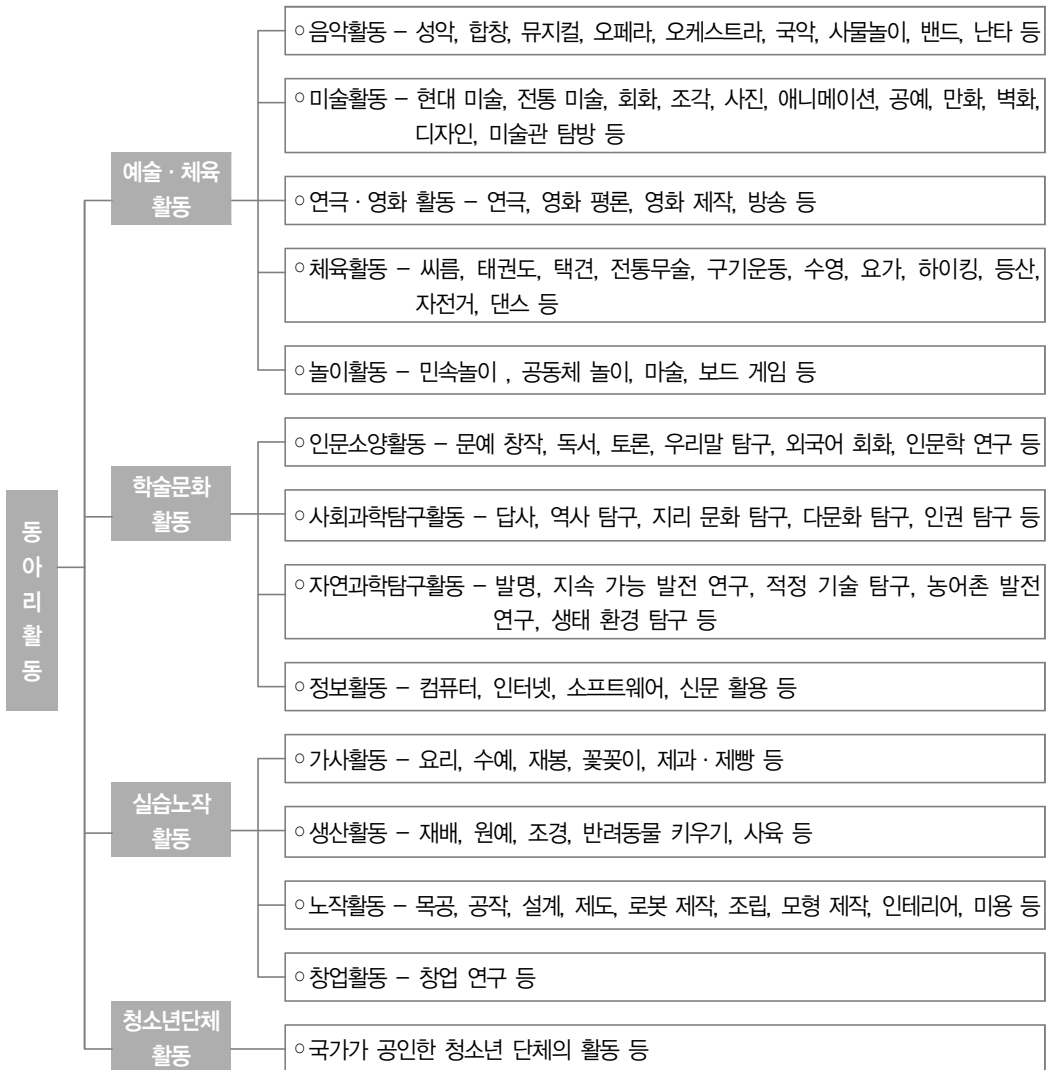 동아리활동
예술 · 체육
활동
○음악활동 – 성악, 합창, 뮤지컬, 오페라, 오케스트라, 국악, 사물놀이, 밴드, 난타 등
○미술활동 – 현대 미술, 전통 미술, 회화, 조각, 사진, 애니메이션, 공예, 만화, 벽화,
디자인, 미술관 탐방 등
○연극 · 영화 활동 – 연극, 영화 평론, 영화 제작, 방송 등
○체육활동 – 씨름, 태권도, 택견, 전통무술, 구기운동, 수영, 요가, 하이킹, 등산,
자전거, 댄스 등
○놀이활동 – 민속놀이 , 공동체 놀이, 마술, 보드 게임 등
학술문화
활동
○인문소양활동 – 문예 창작, 독서, 토론, 우리말 탐구, 외국어 회화, 인문학 연구 등
○사회과학탐구활동 – 답사, 역사 탐구, 지리 문화 탐구, 다문화 탐구, 인권 탐구 등
○자연과학탐구활동 – 발명, 지속 가능 발전 연구, 적정 기술 탐구, 농어촌 발전
연구, 생태 환경 탐구 등
○정보활동 – 컴퓨터, 인터넷, 소프트웨어, 신문 활용 등
실습노작
활동
○가사활동 – 요리, 수예, 재봉, 꽃꽂이, 제과 · 제빵 등
○생산활동 – 재배, 원예, 조경, 반려동물 키우기, 사육 등
○노작활동 – 목공, 공작, 설계, 제도, 로봇 제작, 조립, 모형 제작, 인테리어, 미용 등
○창업활동 – 창업 연구 등
청소년단체
활동
○국가가 공인한 청소년 단체의 활동 등